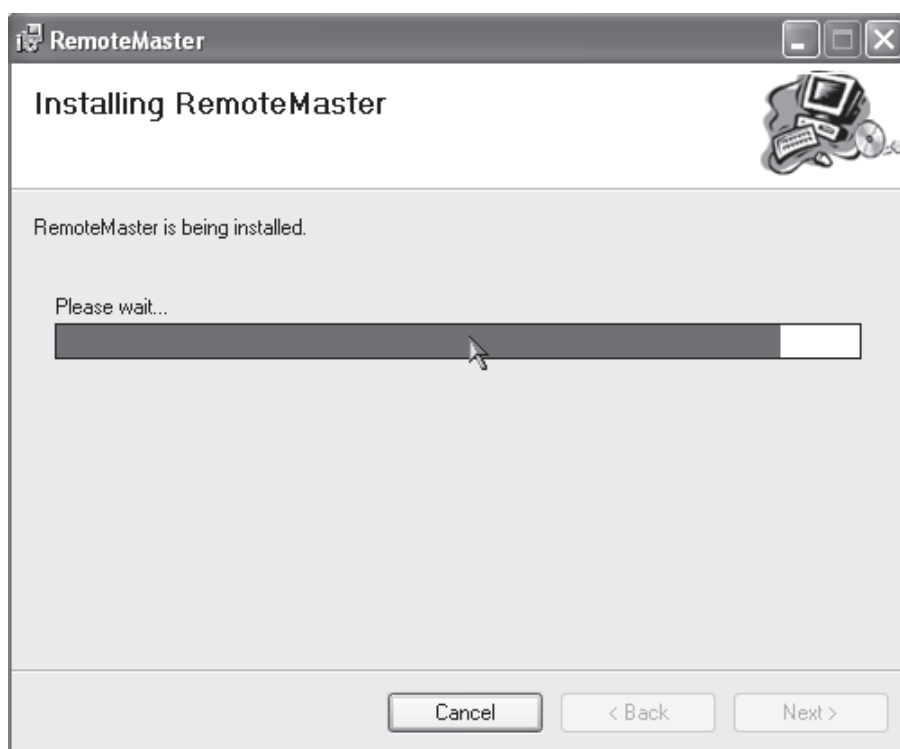 RemoteMaster
Installing RemoteMaster
RemoteMaster is being installed.
Please wait...
Cancel
< Back
Next >